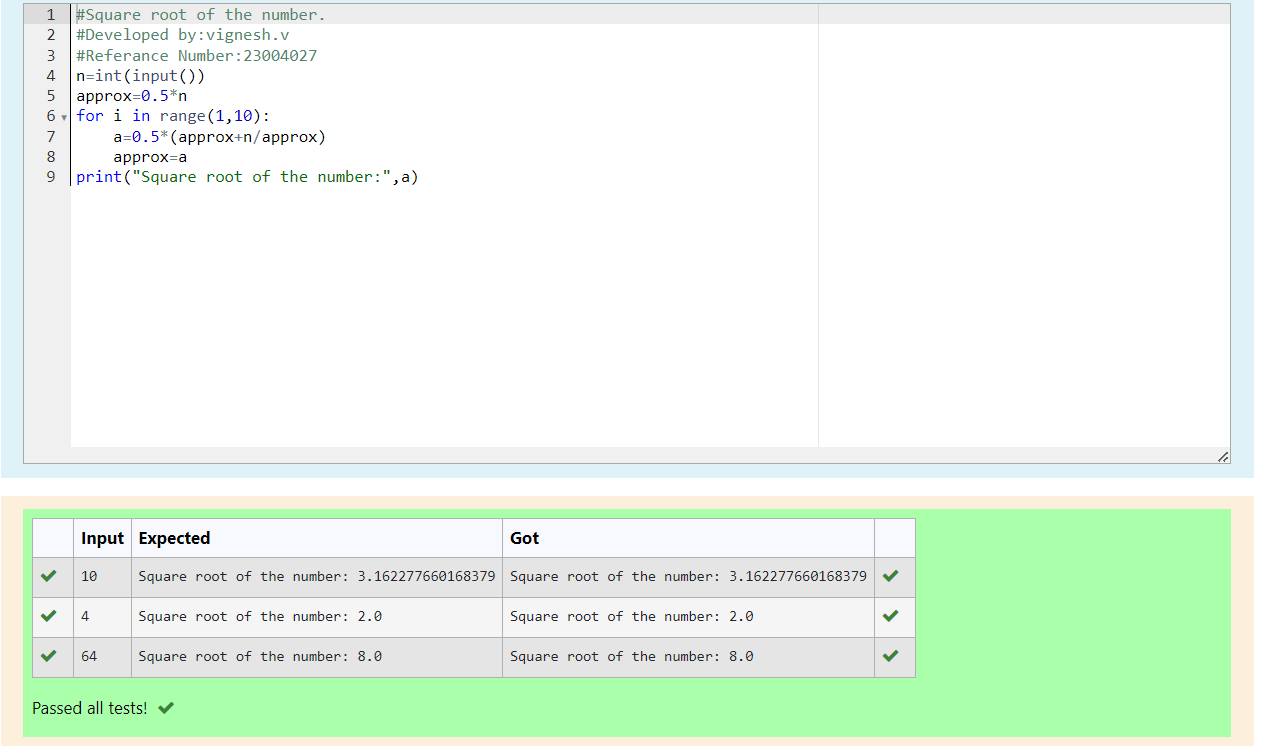 1 #Square root of the number.
2 #Developed by:vignesh.v
3 #Referance Number:23004027
4 n=int(input())
5 approx=0.5*n
6 for i in range(1,10):
7     a=0.5*(approx+n/approx)
8     approx=a
9 print("Square root of the number:",a)
Input Expected Got
10 Square root of the number: 3.162277660168379 Square root of the number: 3.162277660168379
4 Square root of the number: 2.0 Square root of the number: 2.0
64 Square root of the number: 8.0 Square root of the number: 8.0
Passed all tests!